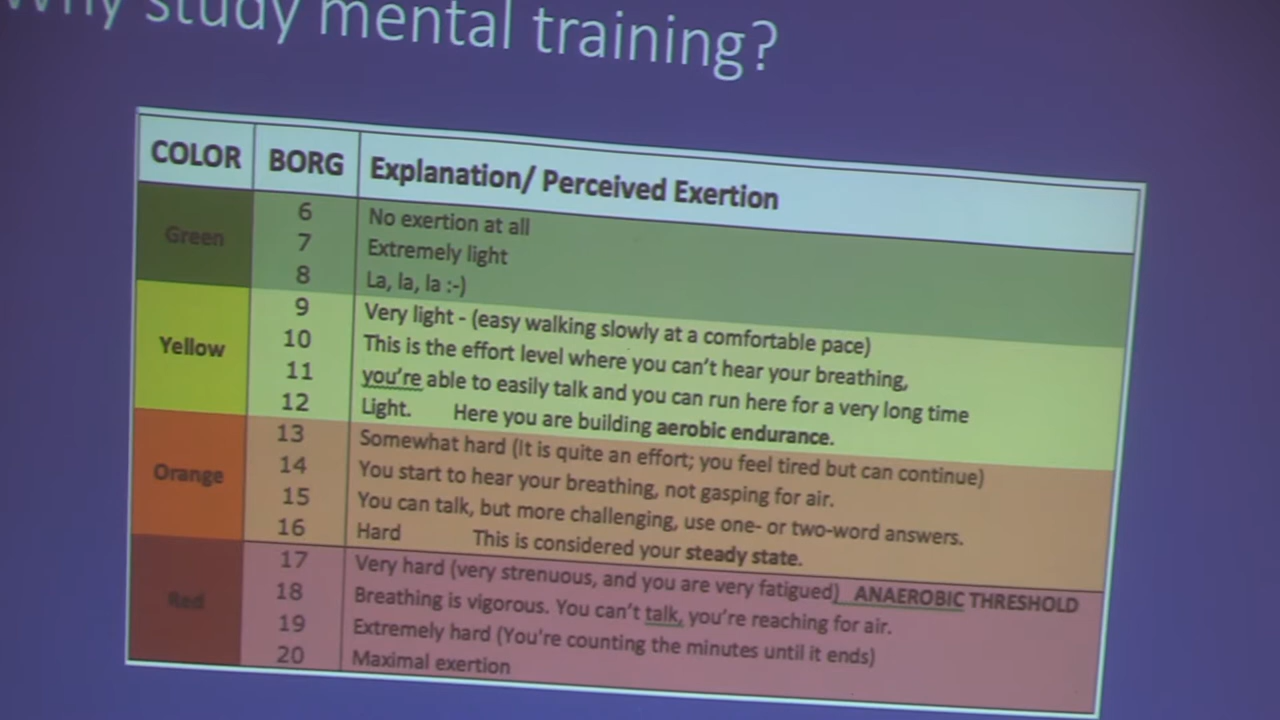 Why study mental training?
COLOR BORG Explanation/ Perceived Exertion
Green
6 No exertion at all
7 Extremely light
8 La, la, la :-)
Yellow
9 Very light - (easy walking slowly at a comfortable pace)
10 This is the effort level where you can't hear your breathing,
11 you're able to easily talk and you can run here for a very long time
12 Light. Here you are building aerobic endurance.
Orange
13 Somewhat hard (It is quite an effort; you feel tired but can continue)
14 You start to hear your breathing, not gasping for air.
15 You can talk, but more challenging, use one- or two-word answers.
16 Hard This is considered your steady state.
Red
17 Very hard (very strenuous, and you are very fatigued) ANAEROBIC THRESHOLD
18 Breathing is vigorous. You can't talk, you're reaching for air.
19 Extremely hard (You're counting the minutes until it ends)
20 Maximal exertion